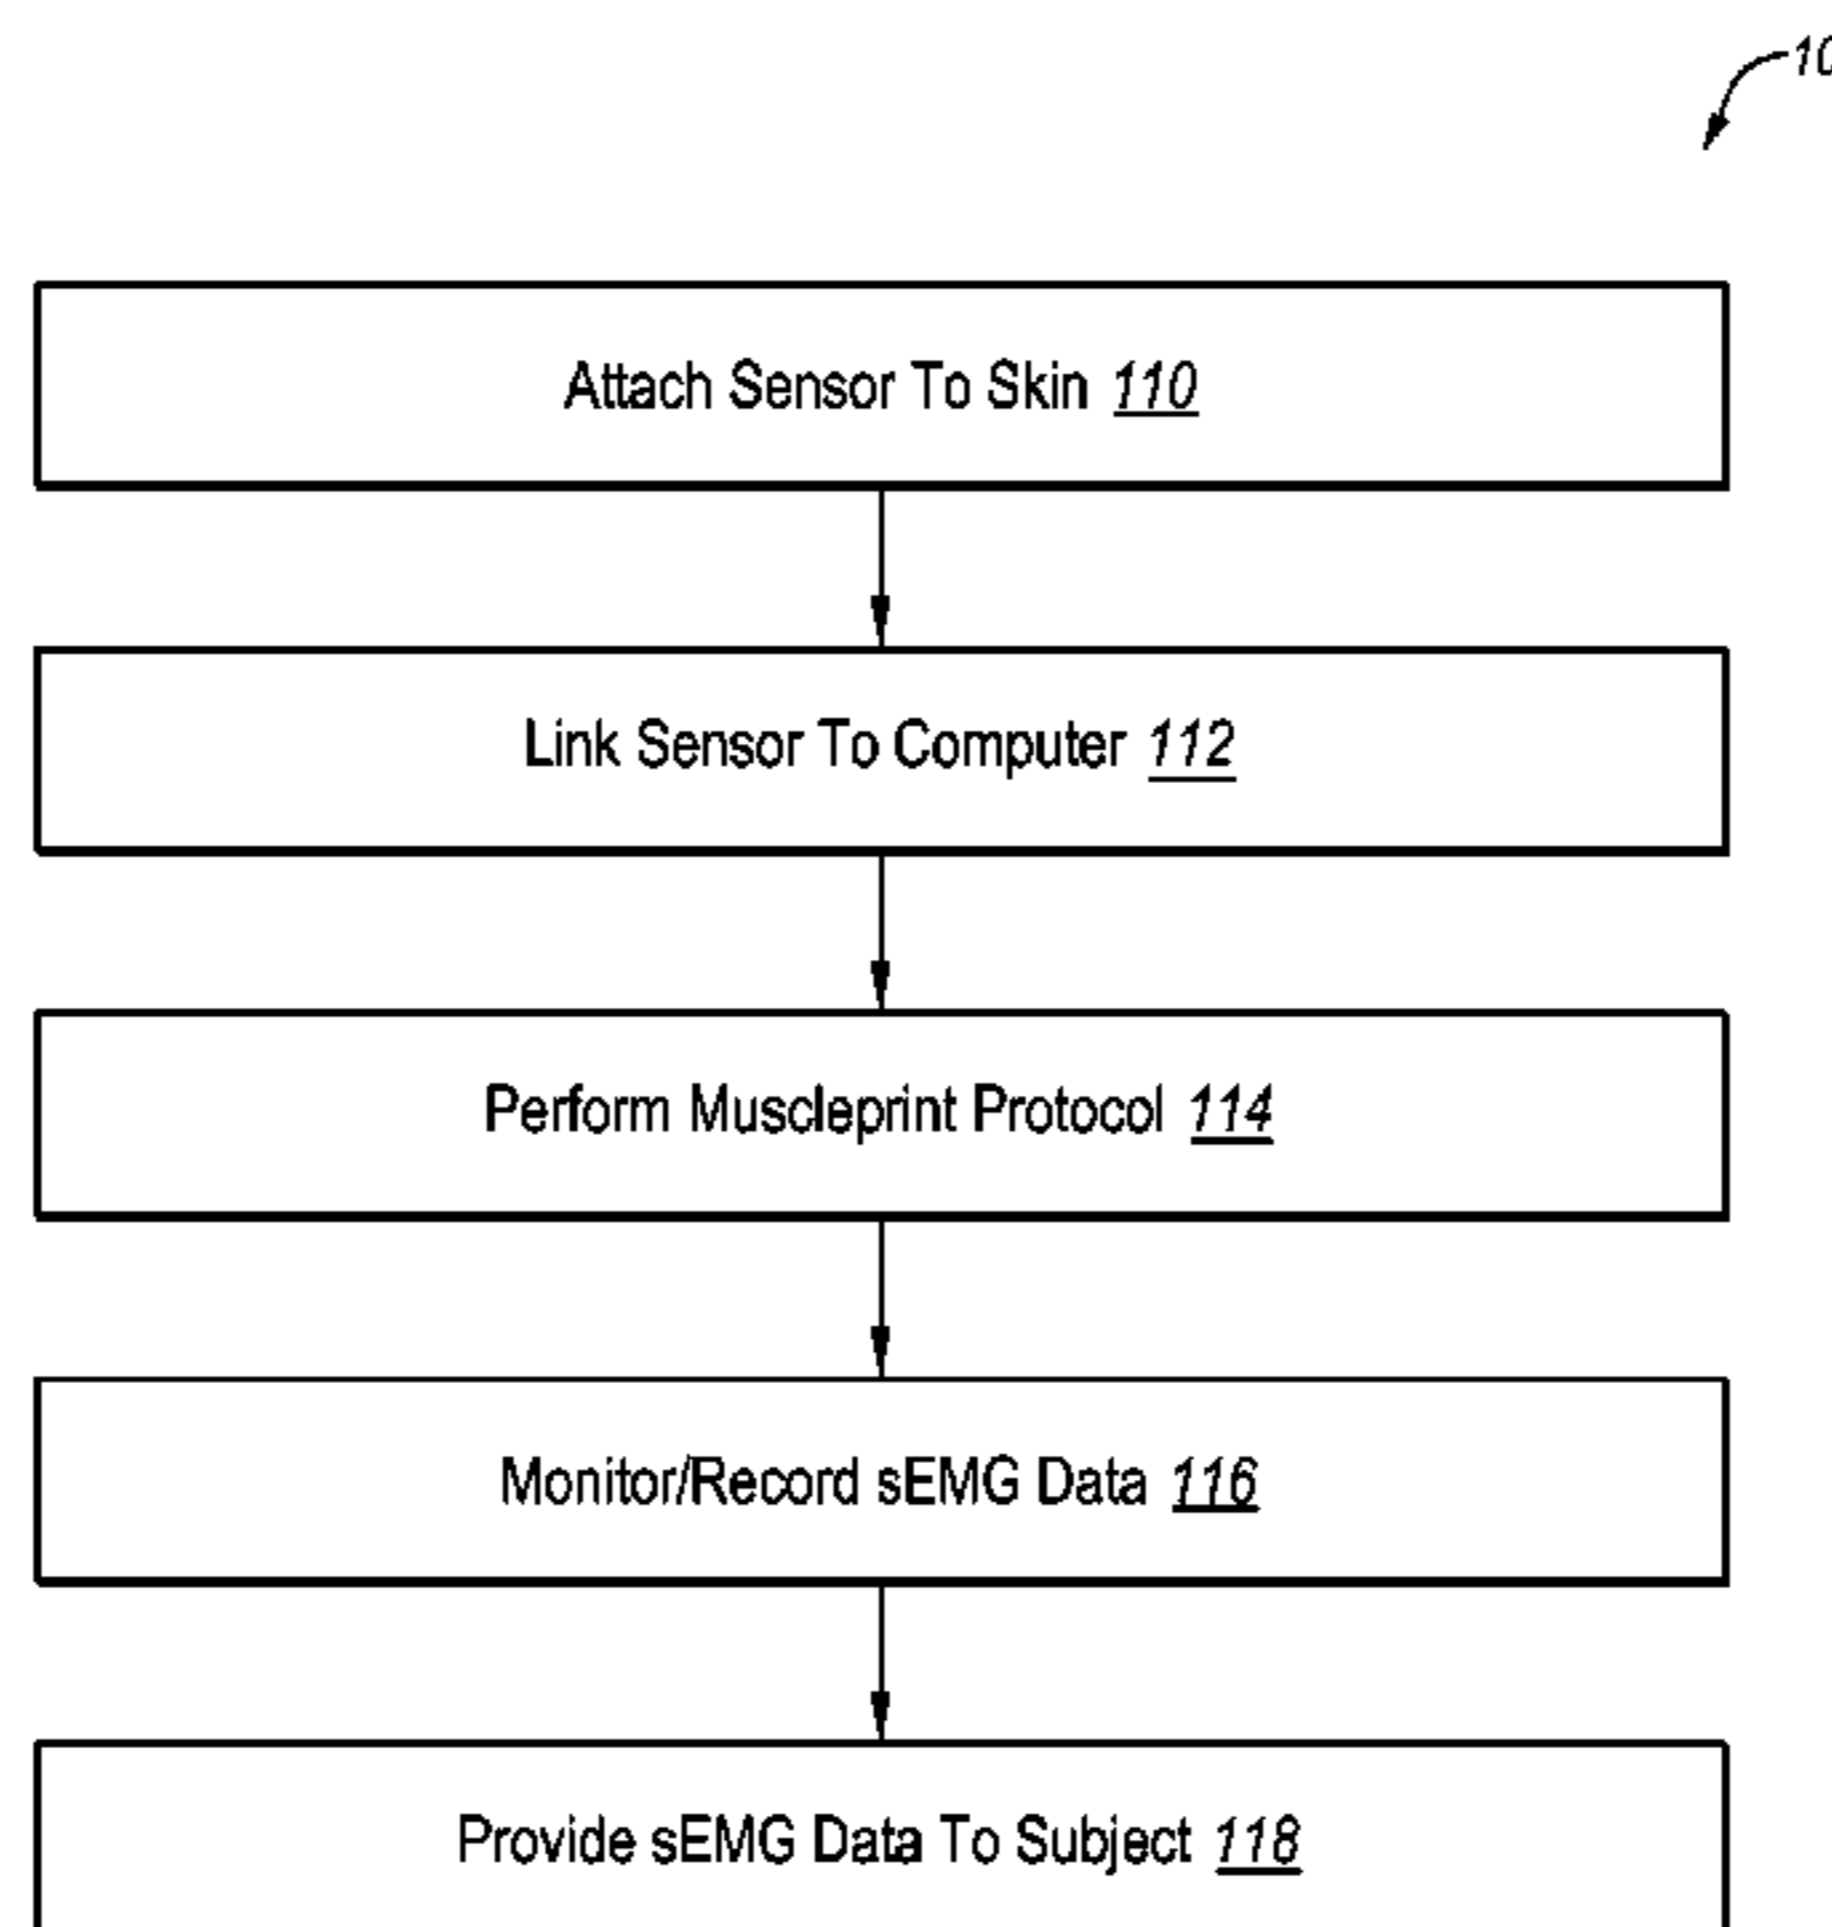 Attach Sensor To Skin 110
Link Sensor To Computer 112
Perform Muscleprint Protocol 114
Monitor/Record sEMG Data 116
Provide sEMG Data To Subject 118